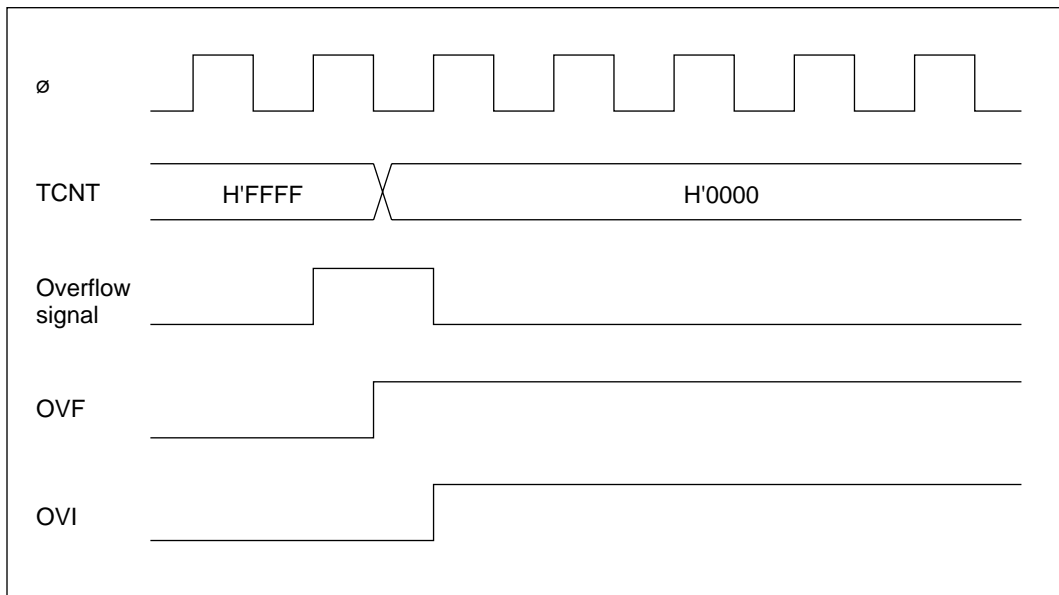 ø
TCNT
H'FFFF
H'0000
Overflow
signal
OVF
OVI